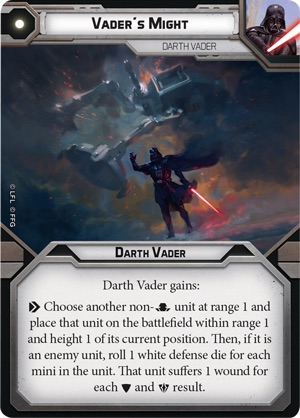 Vader's Might
DARTH VADER
© LFL © FFG
Darth Vader
Darth Vader gains:
Choose another non- unit at range 1 and
place that unit on the battlefield within range 1
and height 1 of its current position. Then, if it is
an enemy unit, roll 1 white defense die for each
mini in the unit. That unit suffers 1 wound for
each and result.